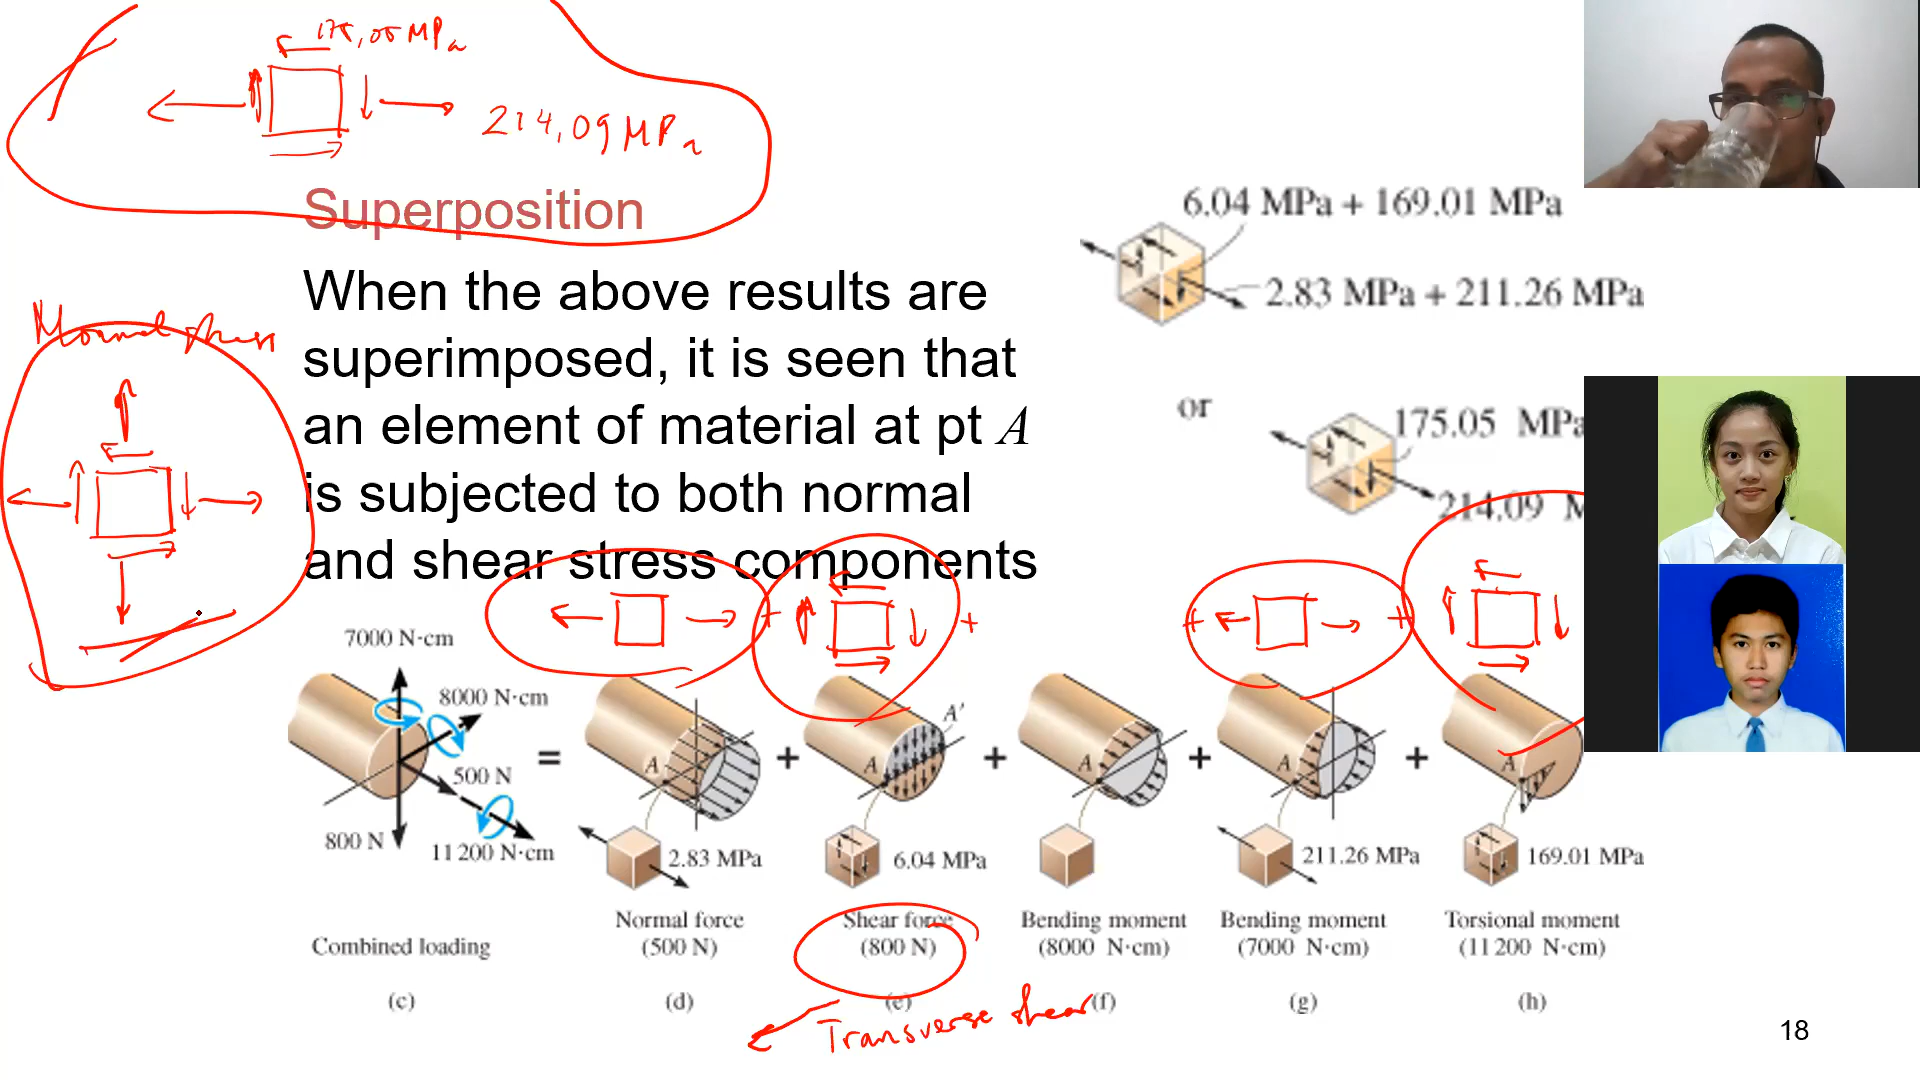 175,05 MPa
214,09 MPa
Superposition
6.04 MPa + 169.01 MPa
2.83 MPa + 211.26 MPa
When the above results are
superimposed, it is seen that
an element of material at pt A
is subjected to both normal
and shear stress components
or
175.05 MPa
214.09 M
Normal stress
7000 N·cm
8000 N·cm
500 N
800 N
11 200 N·cm
=
+
+
+
+
+
+
+
+
A
A
A'
A
A
A
2.83 MPa
6.04 MPa
211.26 MPa
169.01 MPa
Combined loading
(c)
Normal force
(500 N)
(d)
Shear force
(800 N)
(e)
Bending moment
(8000 N·cm)
(f)
Bending moment
(7000 N·cm)
(g)
Torsional moment
(11 200 N·cm)
(h)
Transverse shear
18